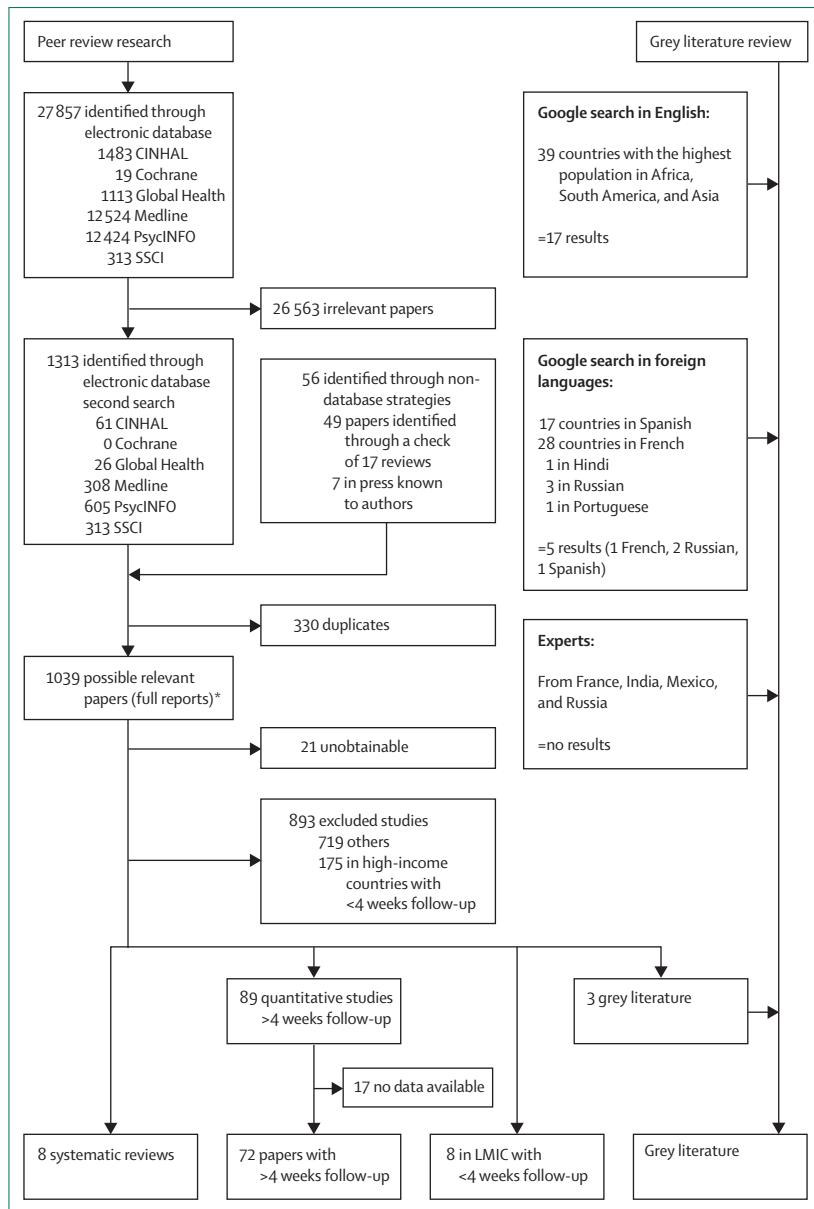 Peer review research
Grey literature review
27 857 identified through
electronic database
1483 CINHAL
19 Cochrane
1113 Global Health
12 524 Medline
12 424 PsycINFO
313 SSCI
Google search in English:
39 countries with the highest
population in Africa,
South America, and Asia
=17 results
26 563 irrelevant papers
1313 identified through
electronic database
second search
61 CINHAL
0 Cochrane
26 Global Health
308 Medline
605 PsycINFO
313 SSCI
56 identified through non-
database strategies
49 papers identified
through a check
of 17 reviews
7 in press known
to authors
Google search in foreign
languages:
17 countries in Spanish
28 countries in French
1 in Hindi
3 in Russian
1 in Portuguese
=5 results (1 French, 2 Russian,
1 Spanish)
330 duplicates
1039 possible relevant
papers (full reports)*
Experts:
From France, India, Mexico,
and Russia
=no results
21 unobtainable
893 excluded studies
719 others
175 in high-income
countries with
<4 weeks follow-up
89 quantitative studies
>4 weeks follow-up
3 grey literature
17 no data available
8 systematic reviews
72 papers with
>4 weeks follow-up
8 in LMIC with
<4 weeks follow-up
Grey literature